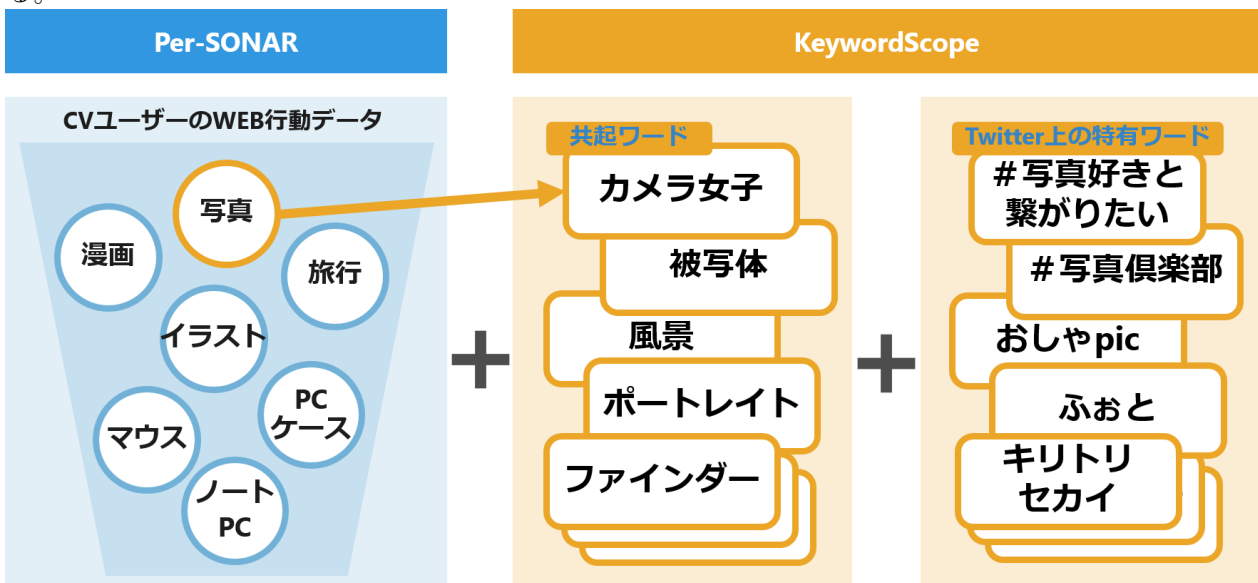 る。
Per-SONAR
KeywordScope
CVユーザーのWEB行動データ
写真
漫画
旅行
イラスト
PC
ケース
マウス
ノート
PC
+
共起ワード
カメラ女子
被写体
風景
ポートレイト
ファインダー
+
Twitter上の特有ワード
#写真好きと
繋がりたい
#写真倶楽部
おしゃpic
ふぉと
キリトリ
セカイ